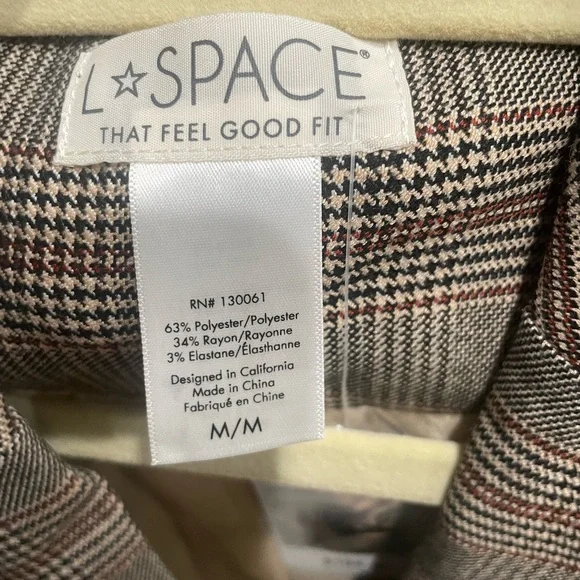 L☆SPACE®
THAT FEEL GOOD FIT
RN# 130061
63% Polyester/Polyester
34% Rayon/Rayonne
3% Elastane/Élasthanne
Designed in California
Made in China
Fabriqué en Chine
M/M